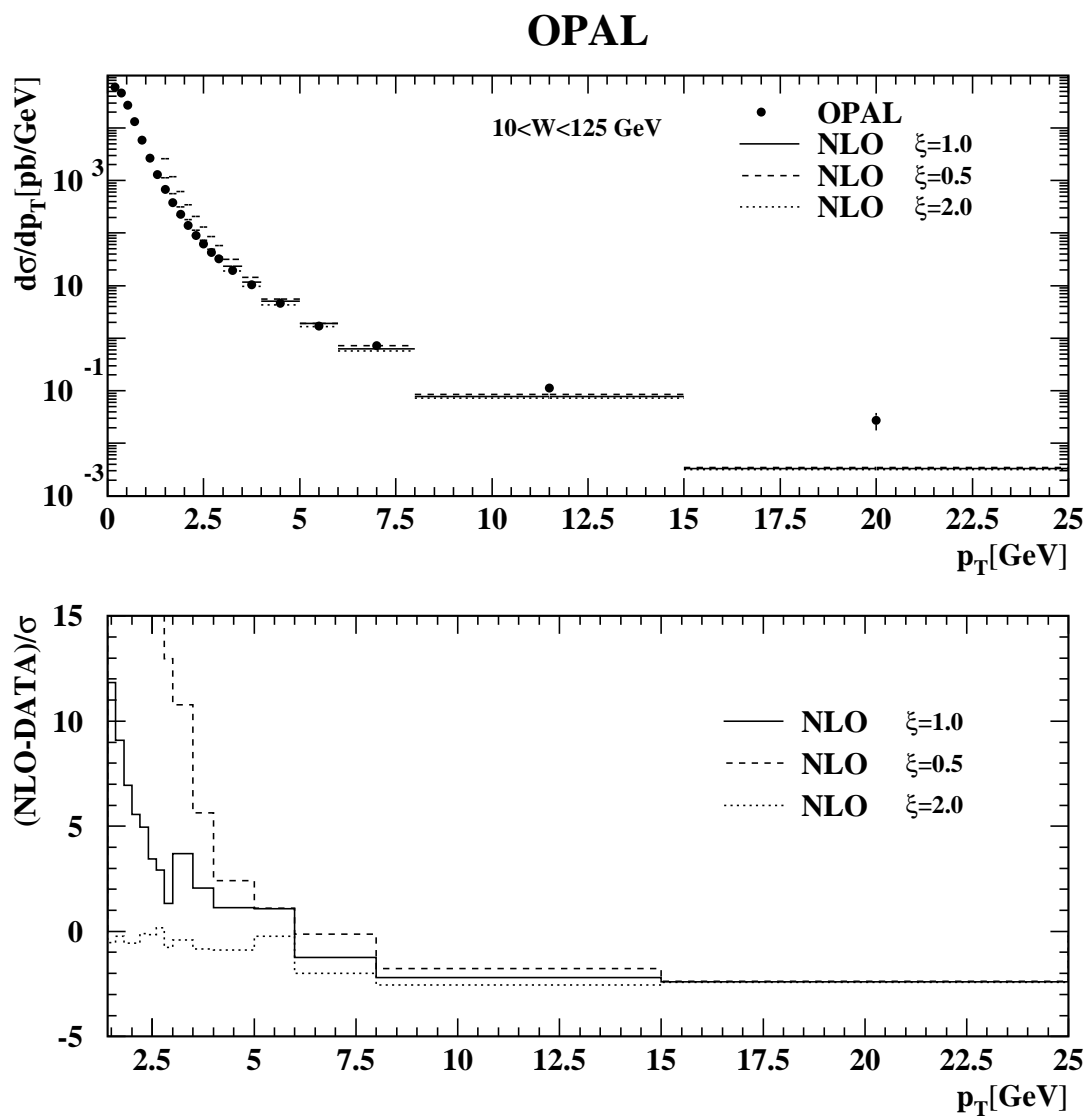 OPAL
dσ/dp_T[pb/GeV]
10<W<125 GeV
OPAL
NLO ξ=1.0
NLO ξ=0.5
NLO ξ=2.0
10^3
10
10^-1
10^-3
0 2.5 5 7.5 10 12.5 15 17.5 20 22.5 25
p_T[GeV]
(NLO-DATA)/σ
15
10
5
0
-5
NLO ξ=1.0
NLO ξ=0.5
NLO ξ=2.0
2.5 5 7.5 10 12.5 15 17.5 20 22.5 25
p_T[GeV]